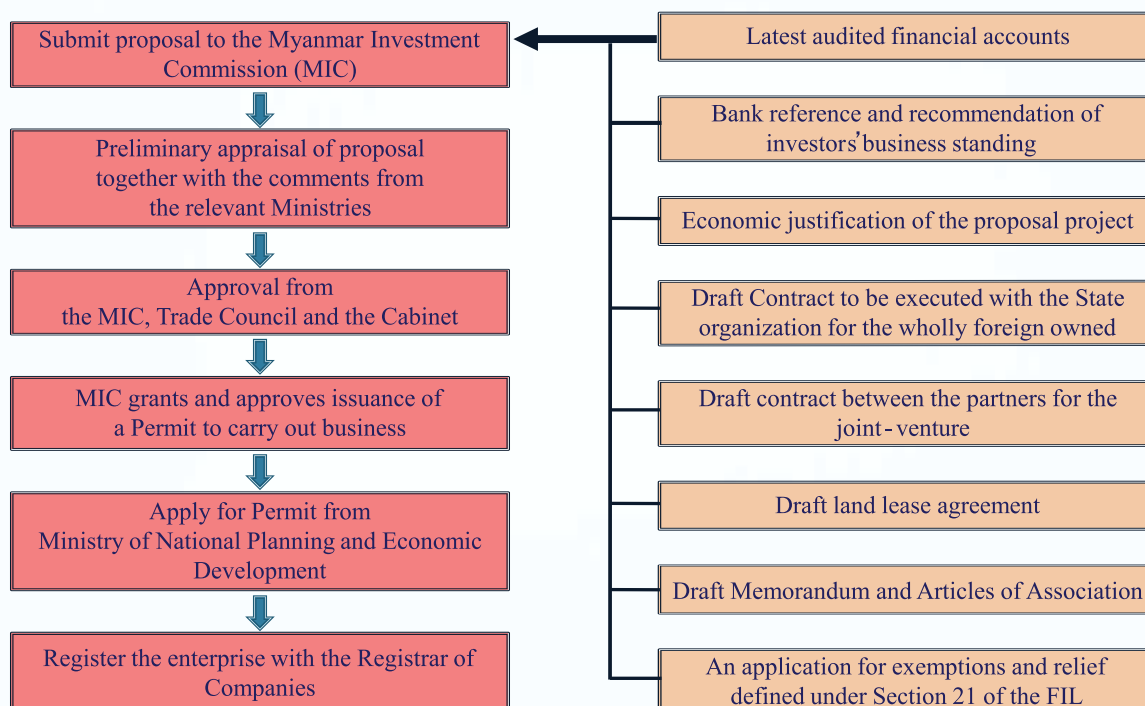 Submit proposal to the Myanmar Investment
Commission (MIC)
Preliminary appraisal of proposal
together with the comments from
the relevant Ministries
Approval from
the MIC, Trade Council and the Cabinet
MIC grants and approves issuance of
a Permit to carry out business
Apply for Permit from
Ministry of National Planning and Economic
Development
Register the enterprise with the Registrar of
Companies
Latest audited financial accounts
Bank reference and recommendation of
investors’business standing
Economic justification of the proposal project
Draft Contract to be executed with the State
organization for the wholly foreign owned
Draft contract between the partners for the
joint-venture
Draft land lease agreement
Draft Memorandum and Articles of Association
An application for exemptions and relief
defined under Section 21 of the FIL